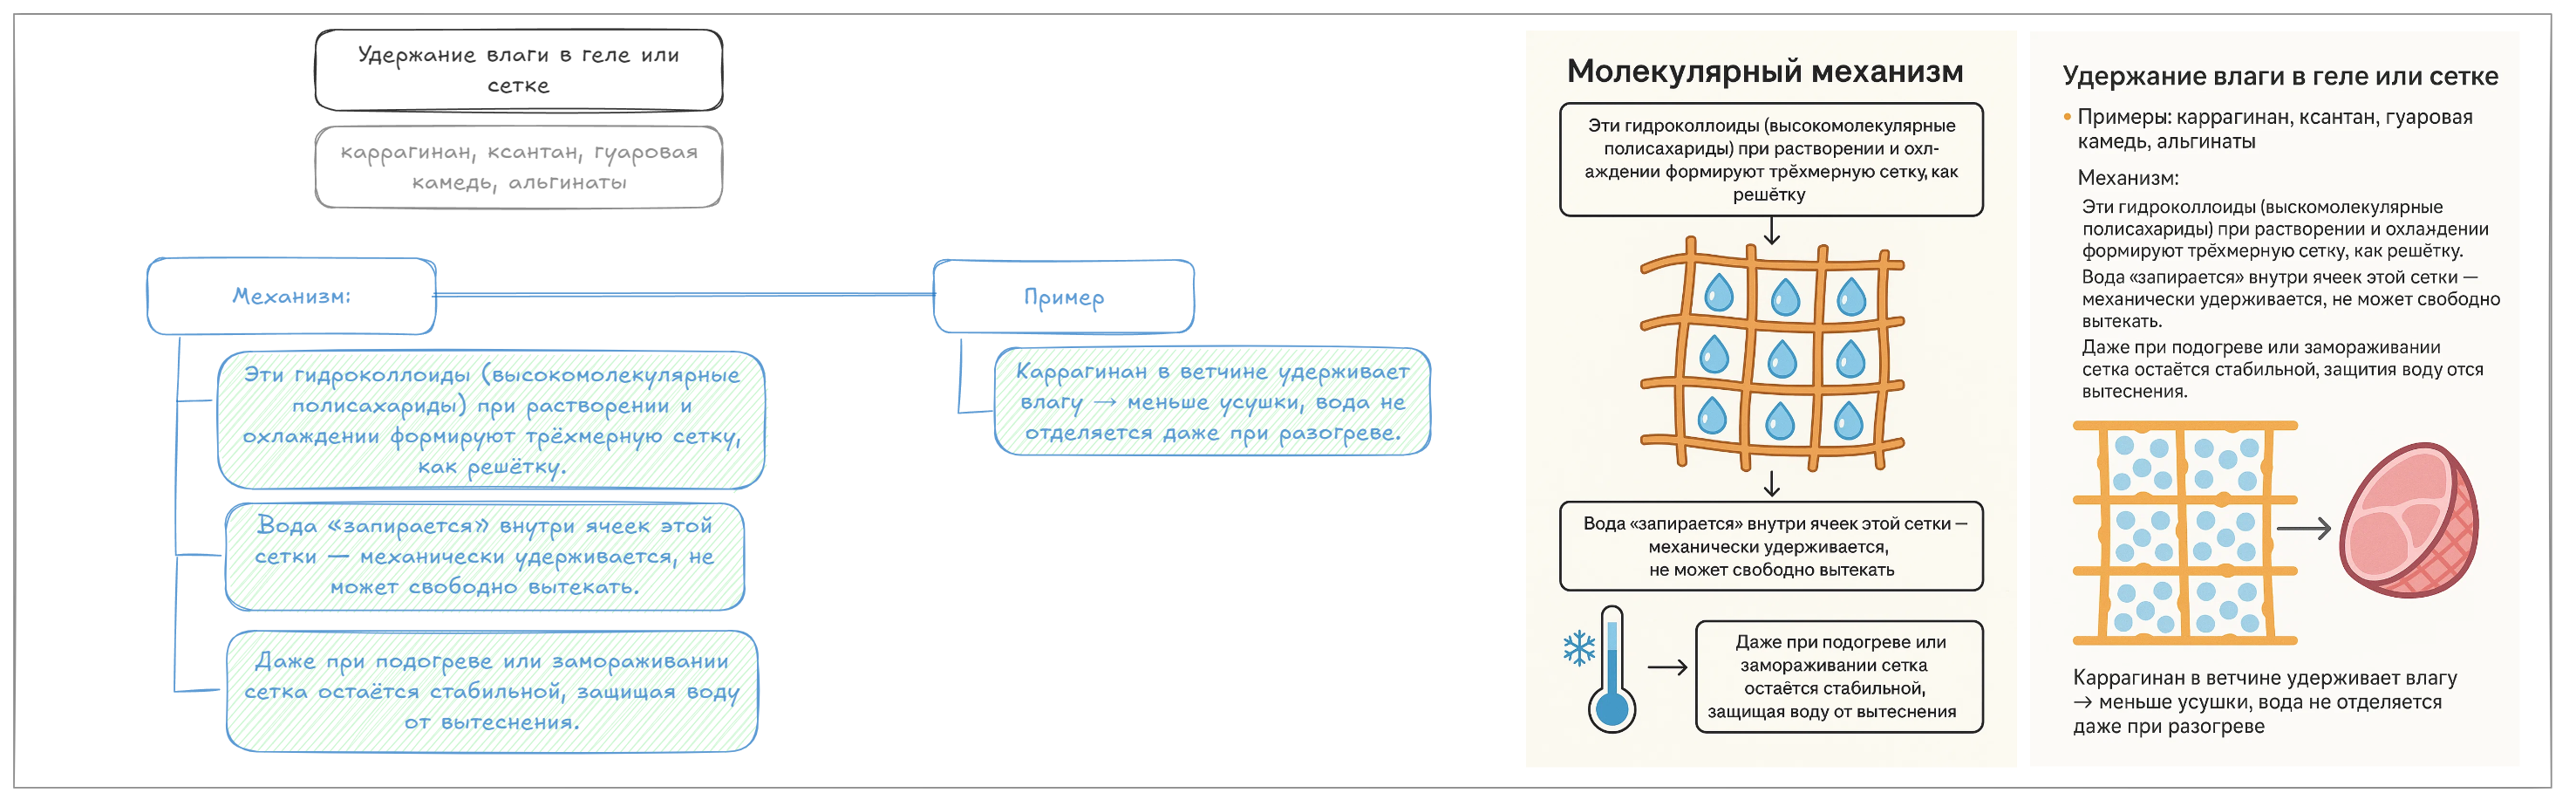 Удержание влаги в геле или
сетке
каррагинан, ксантан, гуаровая
камедь, альгинаты
Механизм:
Эти гидроколлоиды (высокомолекулярные
полисахариды) при растворении и
охлаждении формируют трёхмерную сетку,
как решётку.
Вода «запирается» внутри ячеек этой
сетки — механически удерживается, не
может свободно вытекать.
Даже при подогреве или замораживании
сетка остаётся стабильной, защищая воду
от вытеснения.
Пример
Каррагинан в ветчине удерживает
влагу → меньше усушки, вода не
отделяется даже при разогреве.
Молекулярный механизм
Эти гидроколлоиды (высокомолекулярные
полисахариды) при растворении и охл-
аждении формируют трёхмерную сетку, как
решётку
Вода «запирается» внутри ячеек этой сетки —
механически удерживается,
не может свободно вытекать
Даже при подогреве или
замораживании сетка
остаётся стабильной,
защищая воду от вытеснения
Удержание влаги в геле или сетке
• Примеры: каррагинан, ксантан, гуаровая
камедь, альгинаты
Механизм:
Эти гидроколлоиды (выскомолекулярные
полисахариды) при растворении и охлаждении
формируют трёхмерную сетку, как решётку.
Вода «запирается» внутри ячеек этой сетки —
механически удерживается, не может свободно
вытекать.
Даже при подогреве или замораживании
сетка остаётся стабильной, защития воду отся
вытеснения.
Каррагинан в ветчине удерживает влагу
→ меньше усушки, вода не отделяется
даже при разогреве